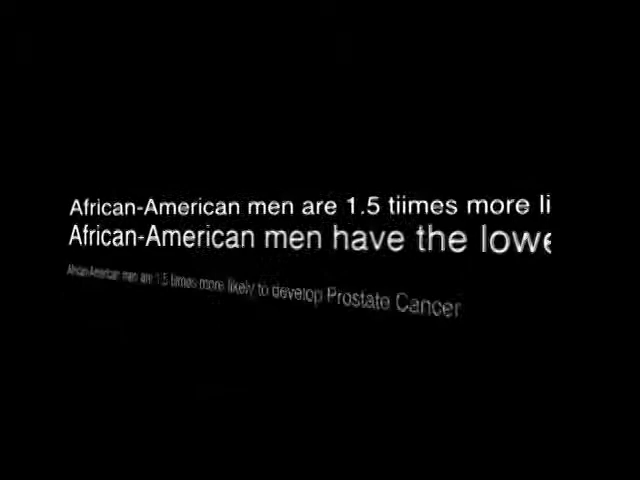 African-American men are 1.5 tiimes more li
African-American men have the lowe
African-American men are 1.5 times more likely to develop Prostate Cancer